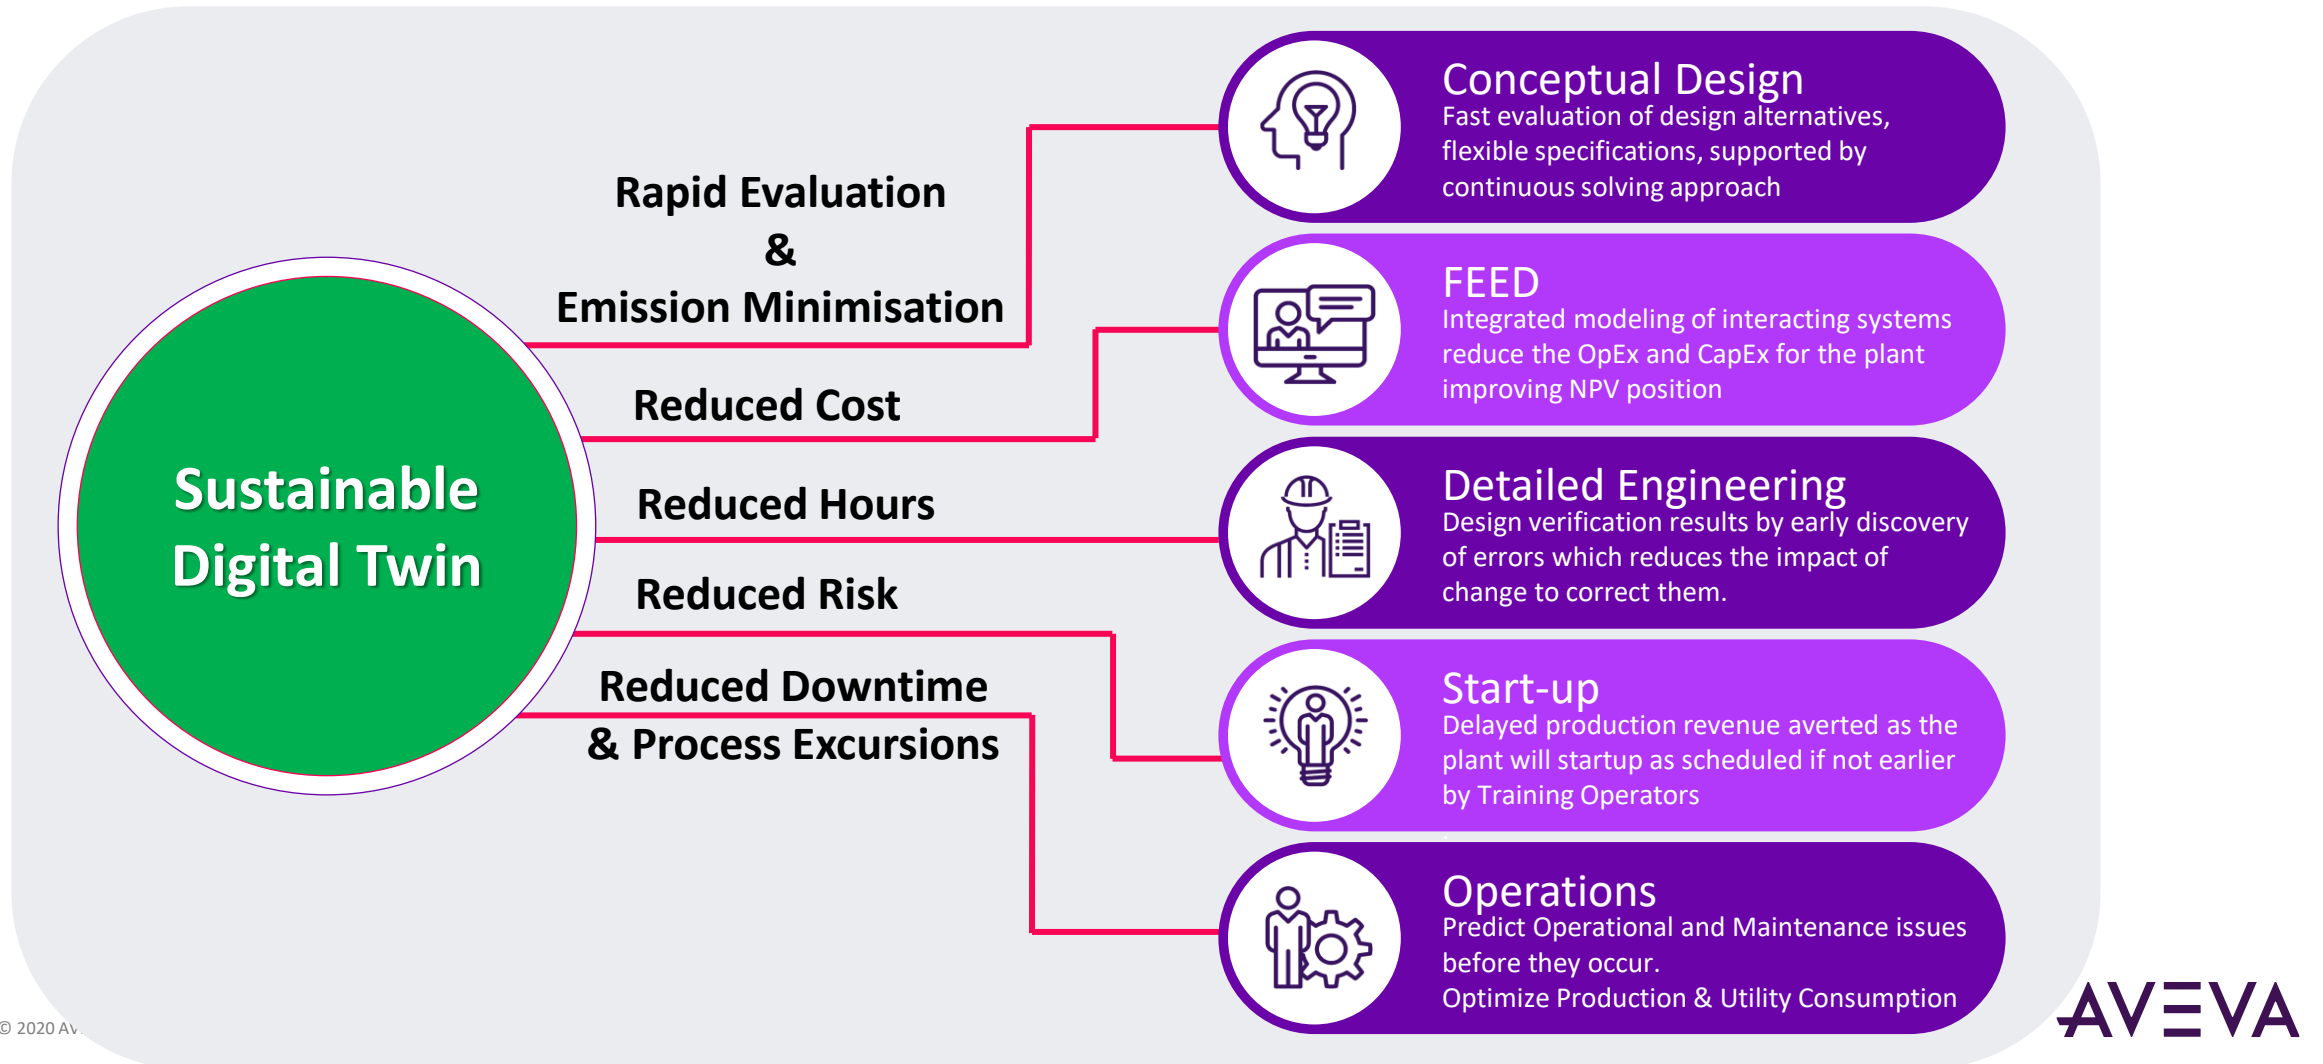 Rapid Evaluation
&
Emission Minimisation
Reduced Cost
Reduced Hours
Reduced Risk
Reduced Downtime
& Process Excursions
Sustainable
Digital Twin
Conceptual Design
Fast evaluation of design alternatives,
flexible specifications, supported by
continuous solving approach
FEED
Integrated modeling of interacting systems
reduce the OpEx and CapEx for the plant
improving NPV position
Detailed Engineering
Design verification results by early discovery
of errors which reduces the impact of
change to correct them.
Start-up
Delayed production revenue averted as the
plant will startup as scheduled if not earlier
by Training Operators
.
Operations
Predict Operational and Maintenance issues
before they occur.
Optimize Production & Utility Consumption
© 2020
AVEVA